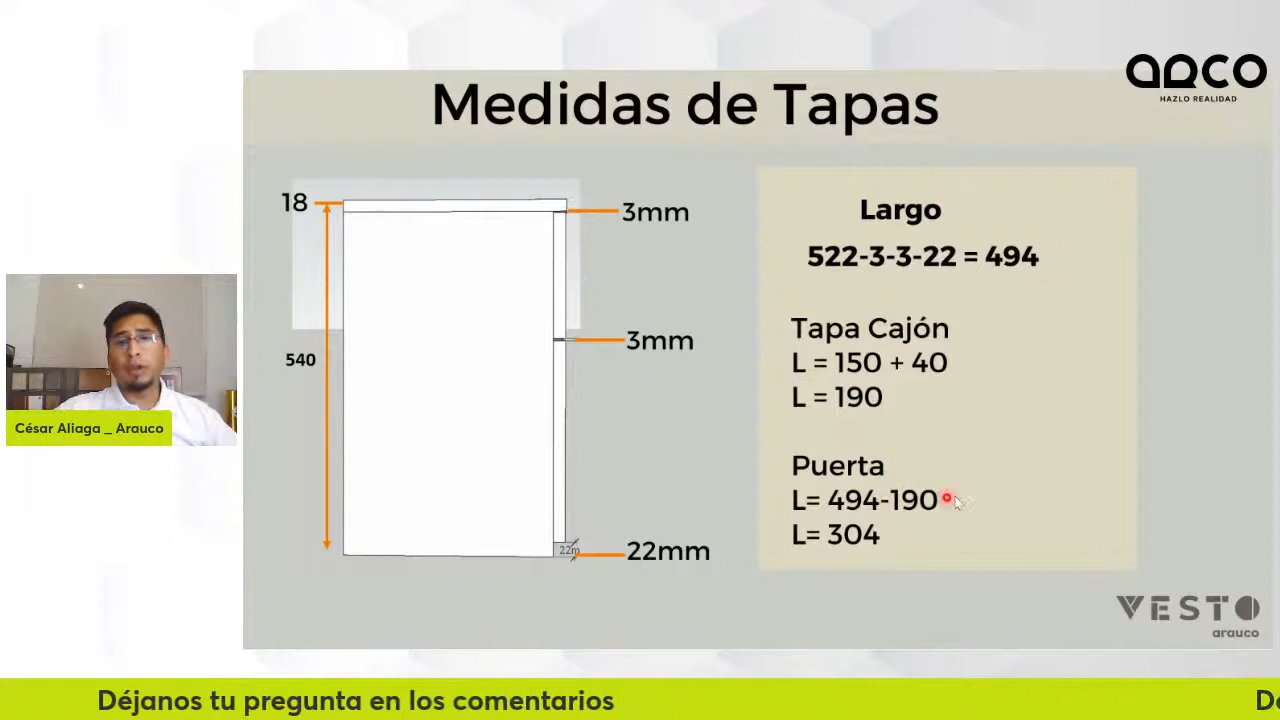 ARCO
HAZLO REALIDAD
Medidas de Tapas
18
3mm
540
3mm
22m
22mm
Largo
522-3-3-22 = 494
Tapa Cajón
L = 150 + 40
L = 190
Puerta
L= 494-190
L= 304
César Aliaga _ Arauco
VESTO
arauco
Déjanos tu pregunta en los comentarios